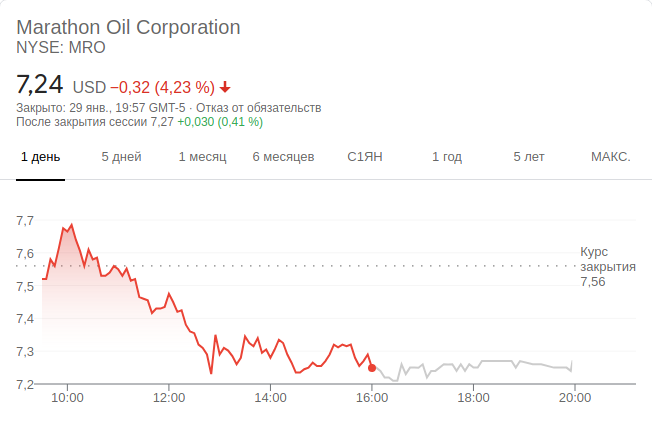 Marathon Oil Corporation
NYSE: MRO
7,24 USD −0,32 (4,23 %)
Закрыто: 29 янв., 19:57 GMT-5 · Отказ от обязательств
После закрытия сессии 7,27 +0,030 (0,41 %)
1 день 5 дней 1 месяц 6 месяцев С1ЯН 1 год 5 лет МАКС.
7,7
7,6
7,5
7,4
7,3
7,2
Курс
закрытия
7,56
10:00 12:00 14:00 16:00 18:00 20:00